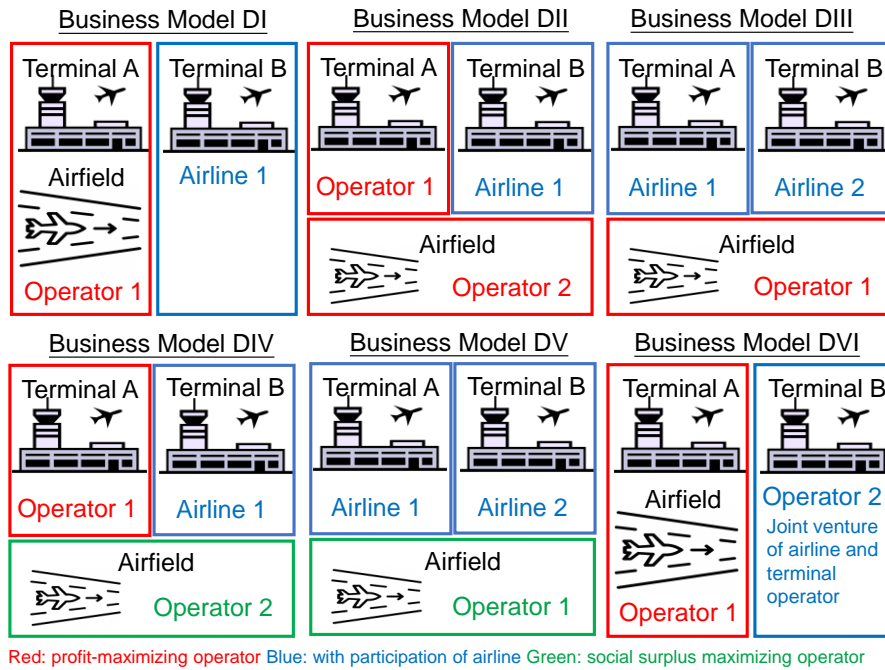 Business Model DI
Terminal A
Terminal B
Airfield
Airline 1
Operator 1
Business Model DII
Terminal A
Terminal B
Operator 1
Airline 1
Airfield
Operator 2
Business Model DIII
Terminal A
Terminal B
Airline 1
Airline 2
Airfield
Operator 1
Business Model DIV
Terminal A
Terminal B
Operator 1
Airline 1
Airfield
Operator 2
Business Model DV
Terminal A
Terminal B
Airline 1
Airline 2
Airfield
Operator 1
Business Model DVI
Terminal A
Terminal B
Airfield
Operator 1
Operator 2
Joint venture
of airline and
terminal
operator
Red: profit-maximizing operator Blue: with participation of airline Green: social surplus maximizing operator